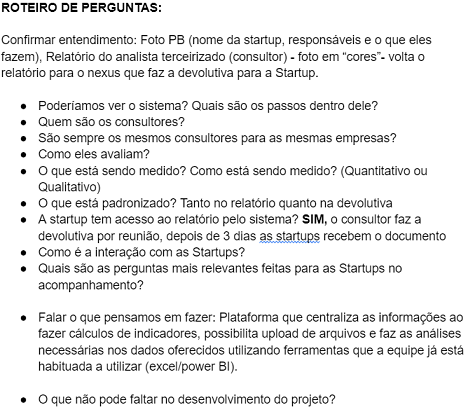 ROTEIRO DE PERGUNTAS:
Confirmar entendimento: Foto PB (nome da startup, responsáveis e o que eles
fazem), Relatório do analista terceirizado (consultor) - foto em “cores”- volta o
relatório para o nexus que faz a devolutiva para a Startup.
● Poderíamos ver o sistema? Quais são os passos dentro dele?
● Quem são os consultores?
● São sempre os mesmos consultores para as mesmas empresas?
● Como eles avaliam?
● O que está sendo medido? Como está sendo medido? (Quantitativo ou
Qualitativo)
● O que está padronizado? Tanto no relatório quanto na devolutiva
● A startup tem acesso ao relatório pelo sistema? SIM, o consultor faz a
devolutiva por reunião, depois de 3 dias as startups recebem o documento
● Como é a interação com as Startups?
● Quais são as perguntas mais relevantes feitas para as Startups no
acompanhamento?
● Falar o que pensamos em fazer: Plataforma que centraliza as informações ao
fazer cálculos de indicadores, possibilita upload de arquivos e faz as análises
necessárias nos dados oferecidos utilizando ferramentas que a equipe já está
habituada a utilizar (excel/power BI).
● O que não pode faltar no desenvolvimento do projeto?